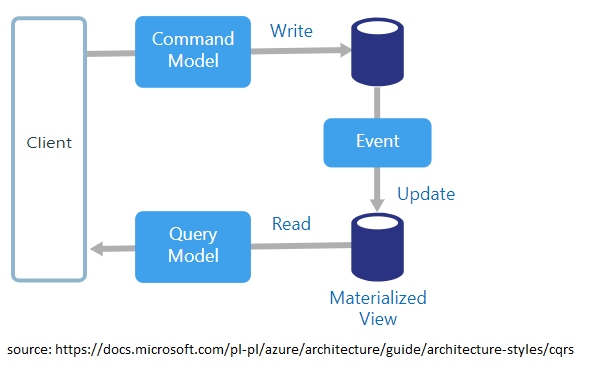 Client
Command
Model
Write
Event
Update
Query
Model
Read
Materialized
View
source: https://docs.microsoft.com/pl-pl/azure/architecture/guide/architecture-styles/cqrs